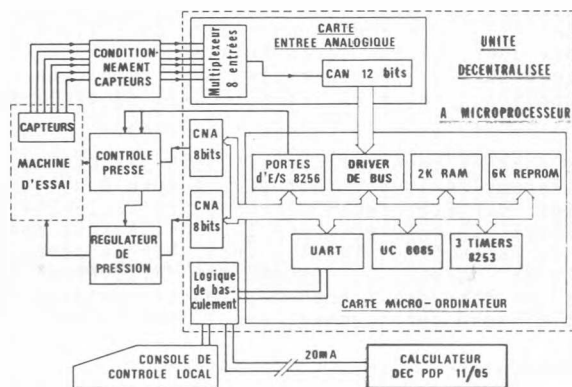 CARTE
ENTREE ANALOGIQUE
UNITE
DECENTRALISEE
A MICROPROCESSEUR
CONDITION-
NEMENT
CAPTEURS
Multiplexeur
8 entrées
CAN 12 bits
CAPTEURS
MACHINE
D'ESSAI
CONTROLE
PRESSE
CNA
8bits
PORTES
d'E/S 8256
DRIVER
DE BUS
2K RAM
6K REPROM
REGULATEUR
DE
PRESSION
CNA
8bits
UART
UC 8085
3 TIMERS
8253
Logique
de bas-
culement
CARTE MICRO-ORDINATEUR
CONSOLE DE
CONTROLE LOCAL
20mA
CALCULATEUR
DEC PDP 11/05